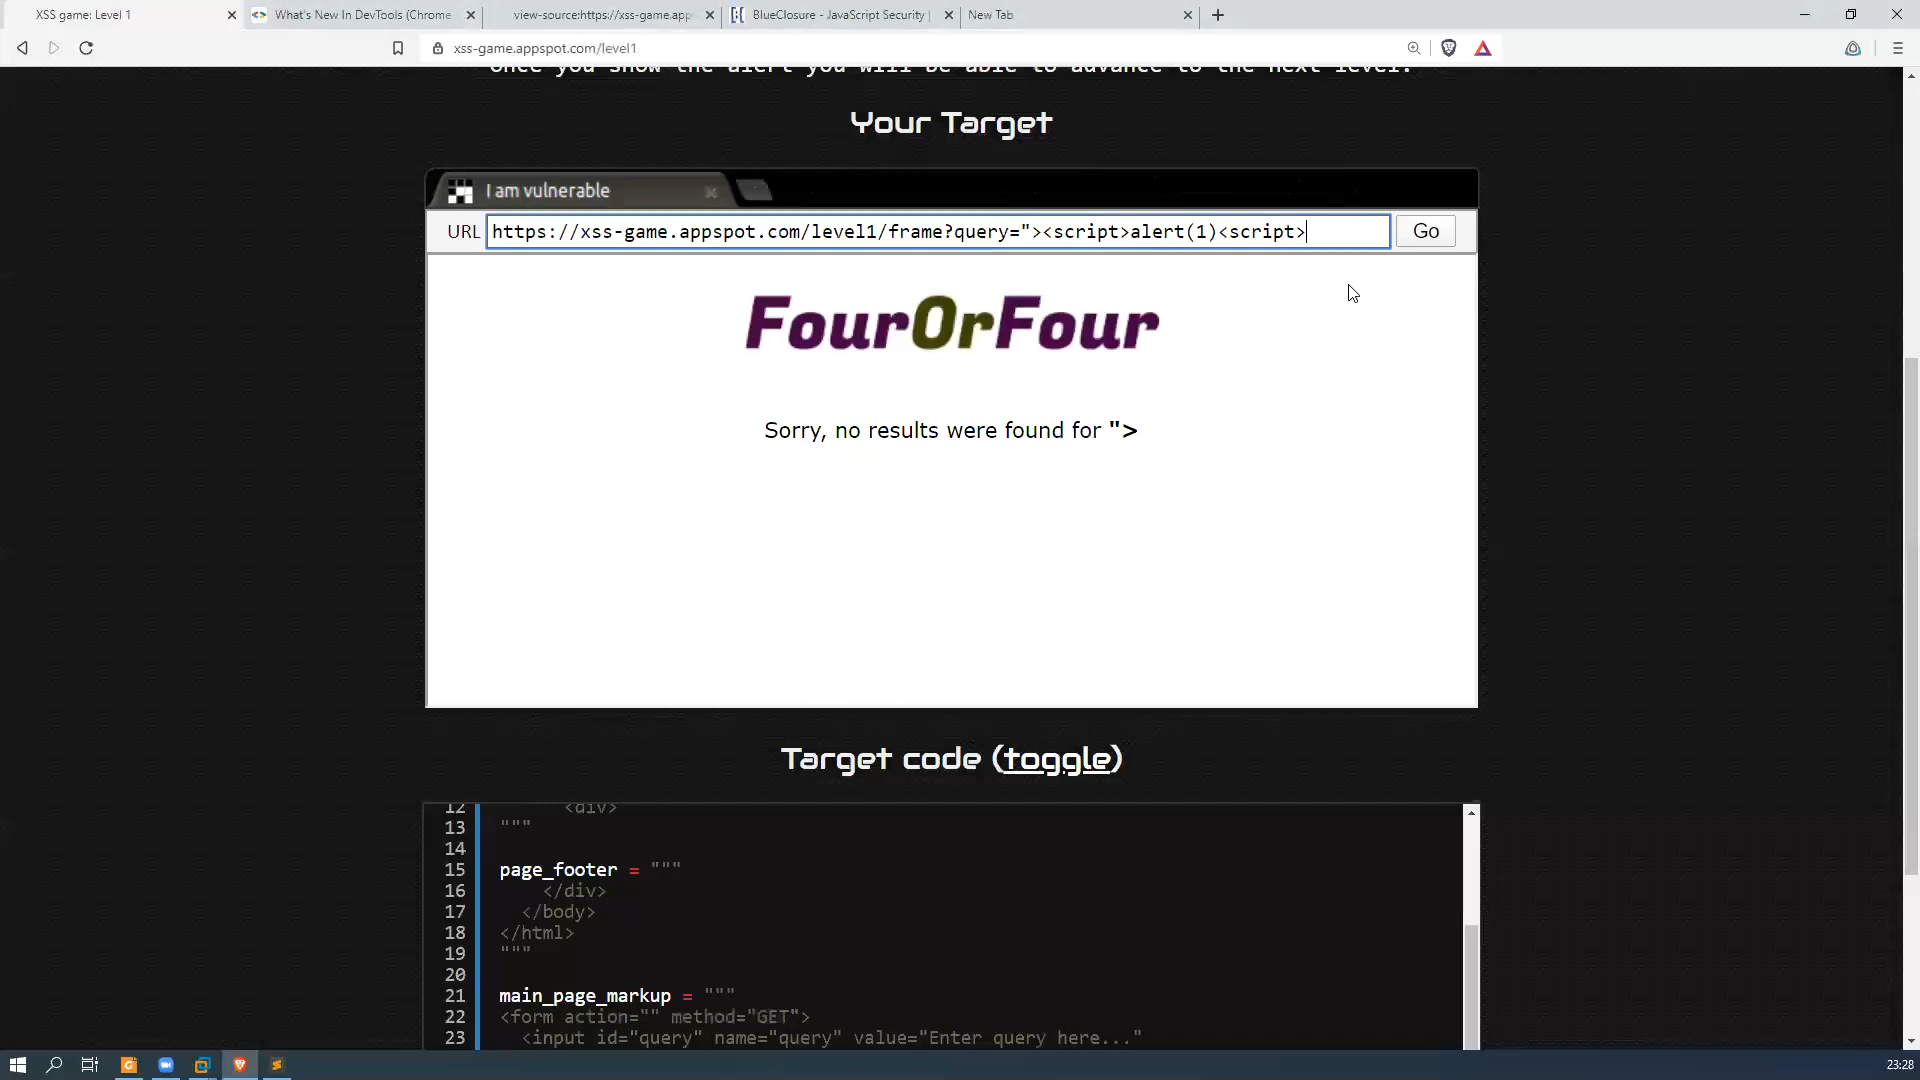 XSS game: Level 1
What's New In DevTools (Chrome
view-source:https://xss-game.app
BlueClosure - JavaScript Security |
New Tab
xss-game.appspot.com/level1
Once you show the alert you will be able to advance to the next level.
Your Target
I am vulnerable
URL https://xss-game.appspot.com/level1/frame?query="><script>alert(1)<script> Go
FourOrFour
Sorry, no results were found for ">
Target code (toggle)
12 <div>
13 """
14
15 page_footer = """
16 </div>
17 </body>
18 </html>
19 """
20
21 main_page_markup = """
22 <form action="" method="GET">
23 <input id="query" name="query" value="Enter query here..."
23:28